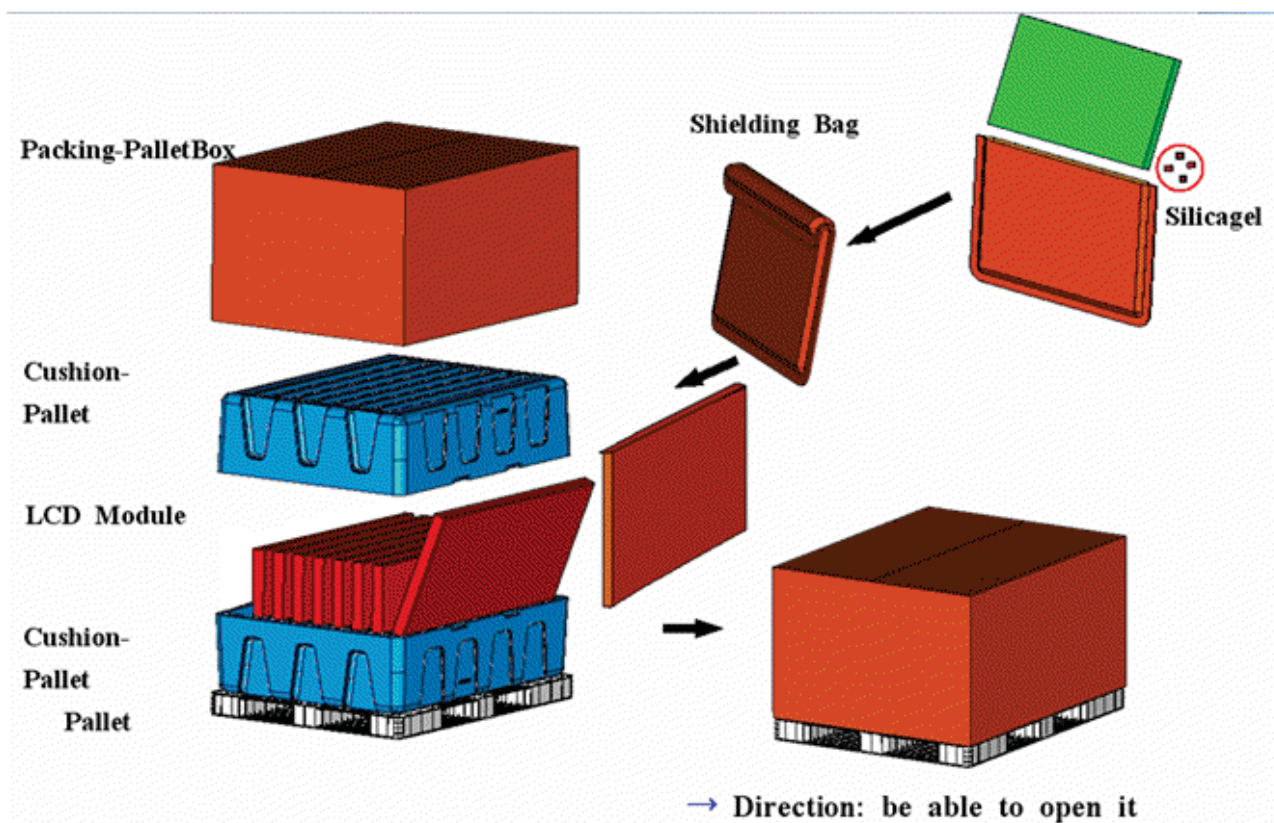 Packing-PalletBox
Shielding Bag
Silicagel
Cushion-
Pallet
LCD Module
Cushion-
Pallet
Pallet
→ Direction: be able to open it